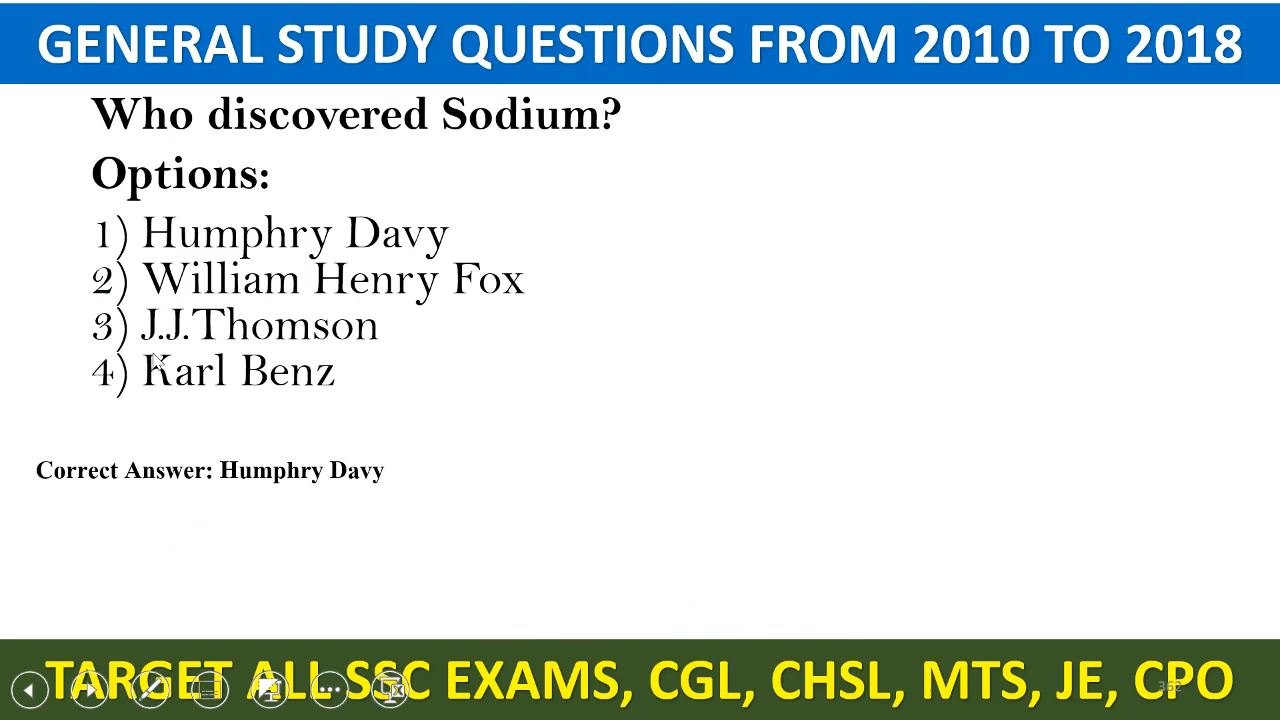 GENERAL STUDY QUESTIONS FROM 2010 TO 2018
Who discovered Sodium?
Options:
1) Humphry Davy
2) William Henry Fox
3) J.J.Thomson
4) Karl Benz
Correct Answer: Humphry Davy
TARGET ALL SSC EXAMS, CGL, CHSL, MTS, JE, CPO
362